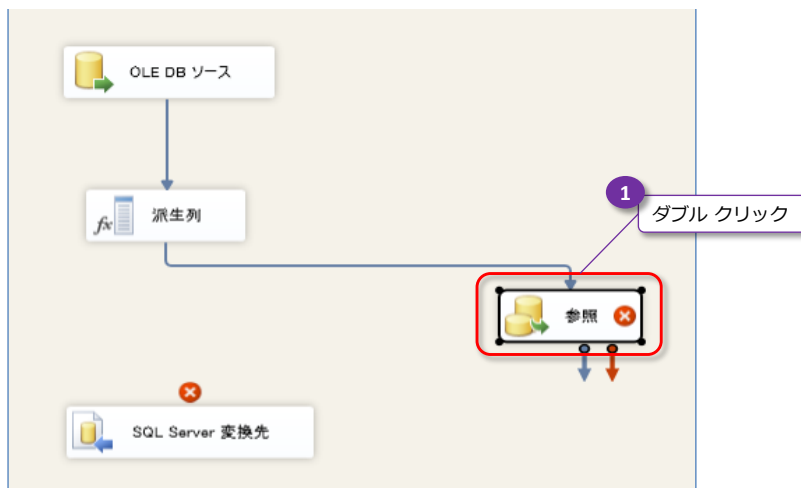 OLE DB ソース
fx 派生列
1
ダブル クリック
参照
SQL Server 変換先